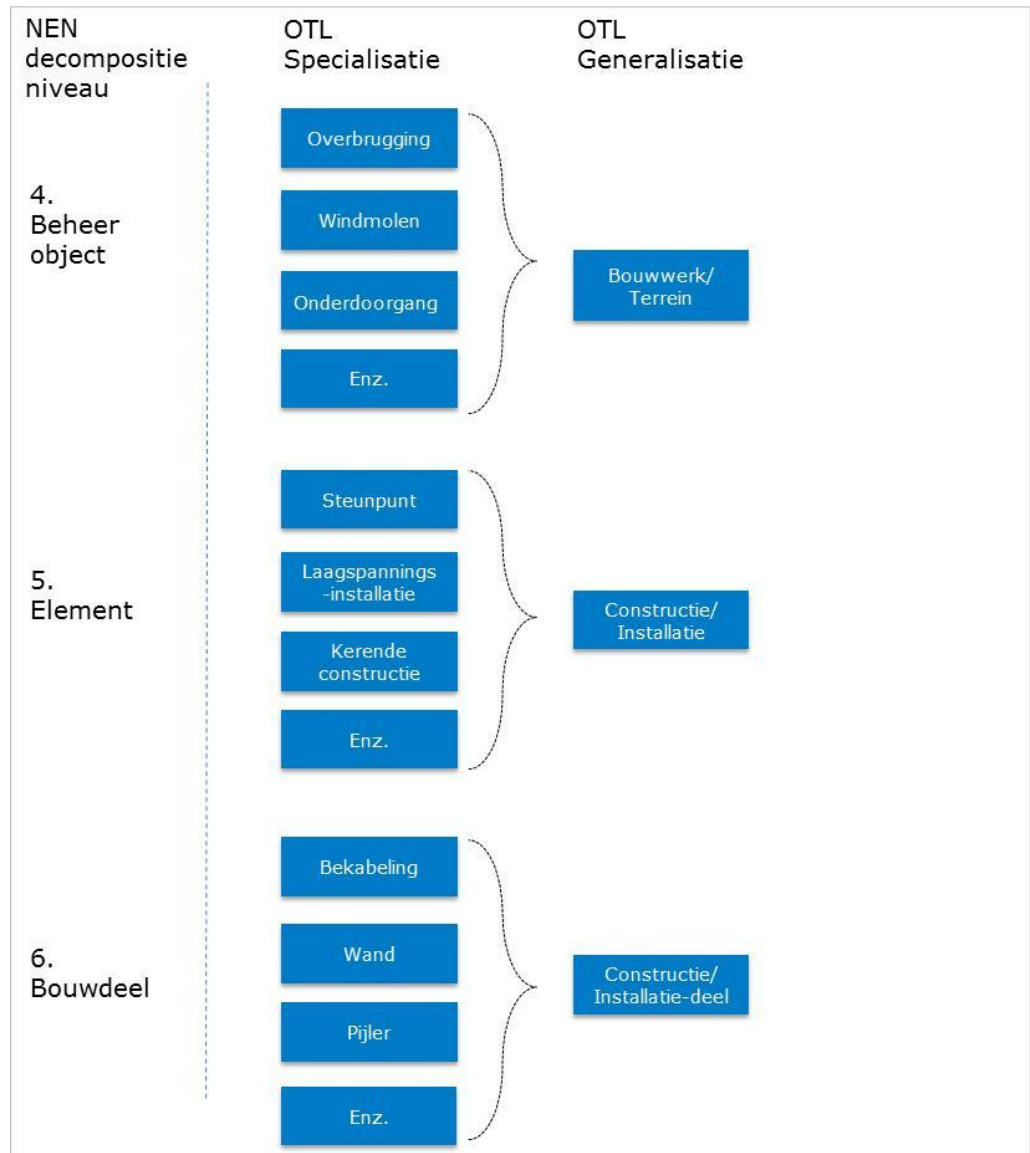 NEN
decompositie
niveau
OTL
Specialisatie
OTL
Generalisatie
4.
Beheer
object
Overbrugging
Windmolen
Onderdoorgang
Enz.
Bouwwerk/
Terrein
5.
Element
Steunpunt
Laagspannings
-installatie
Kerende
constructie
Enz.
Constructie/
Installatie
6.
Bouwdeel
Bekabeling
Wand
Pijler
Enz.
Constructie/
Installatie-deel